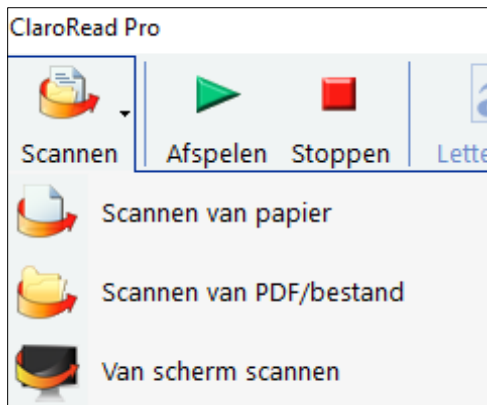 ClaroRead Pro
Scannen Afspelen Stoppen
Scannen van papier
Scannen van PDF/bestand
Van scherm scannen